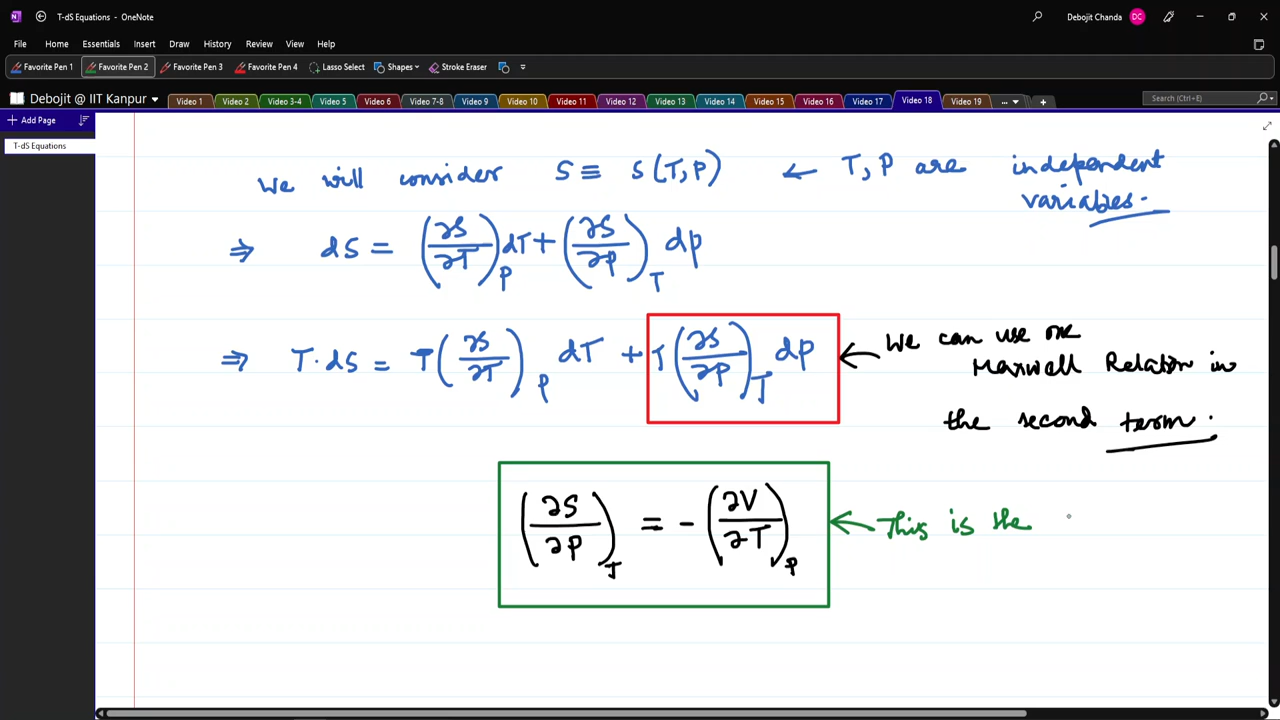 T-dS Equations - OneNote
Debojit Chanda
DC
File Home Essentials Insert Draw History Review View Help
Favorite Pen 1 Favorite Pen 2 Favorite Pen 3 Favorite Pen 4 Lasso Select Shapes Stroke Eraser
Debojit @ IIT Kanpur
Video 1 Video 2 Video 3-4 Video 5 Video 6 Video 7-8 Video 9 Video 10 Video 11 Video 12 Video 13 Video 14 Video 15 Video 16 Video 17 Video 18 Video 19 ...
Search (Ctrl+E)
Add Page
T-dS Equations
We will consider S ≡ S(T,P) ← T, P are independent
variables.
⇒ dS = (∂S/∂T)_P dT + (∂S/∂P)_T dP
⇒ T·dS = T(∂S/∂T)_P dT + T(∂S/∂P)_T dP ← We can use one
Maxwell Relation in
the second term.
(∂S/∂P)_T = -(∂V/∂T)_P ← This is the